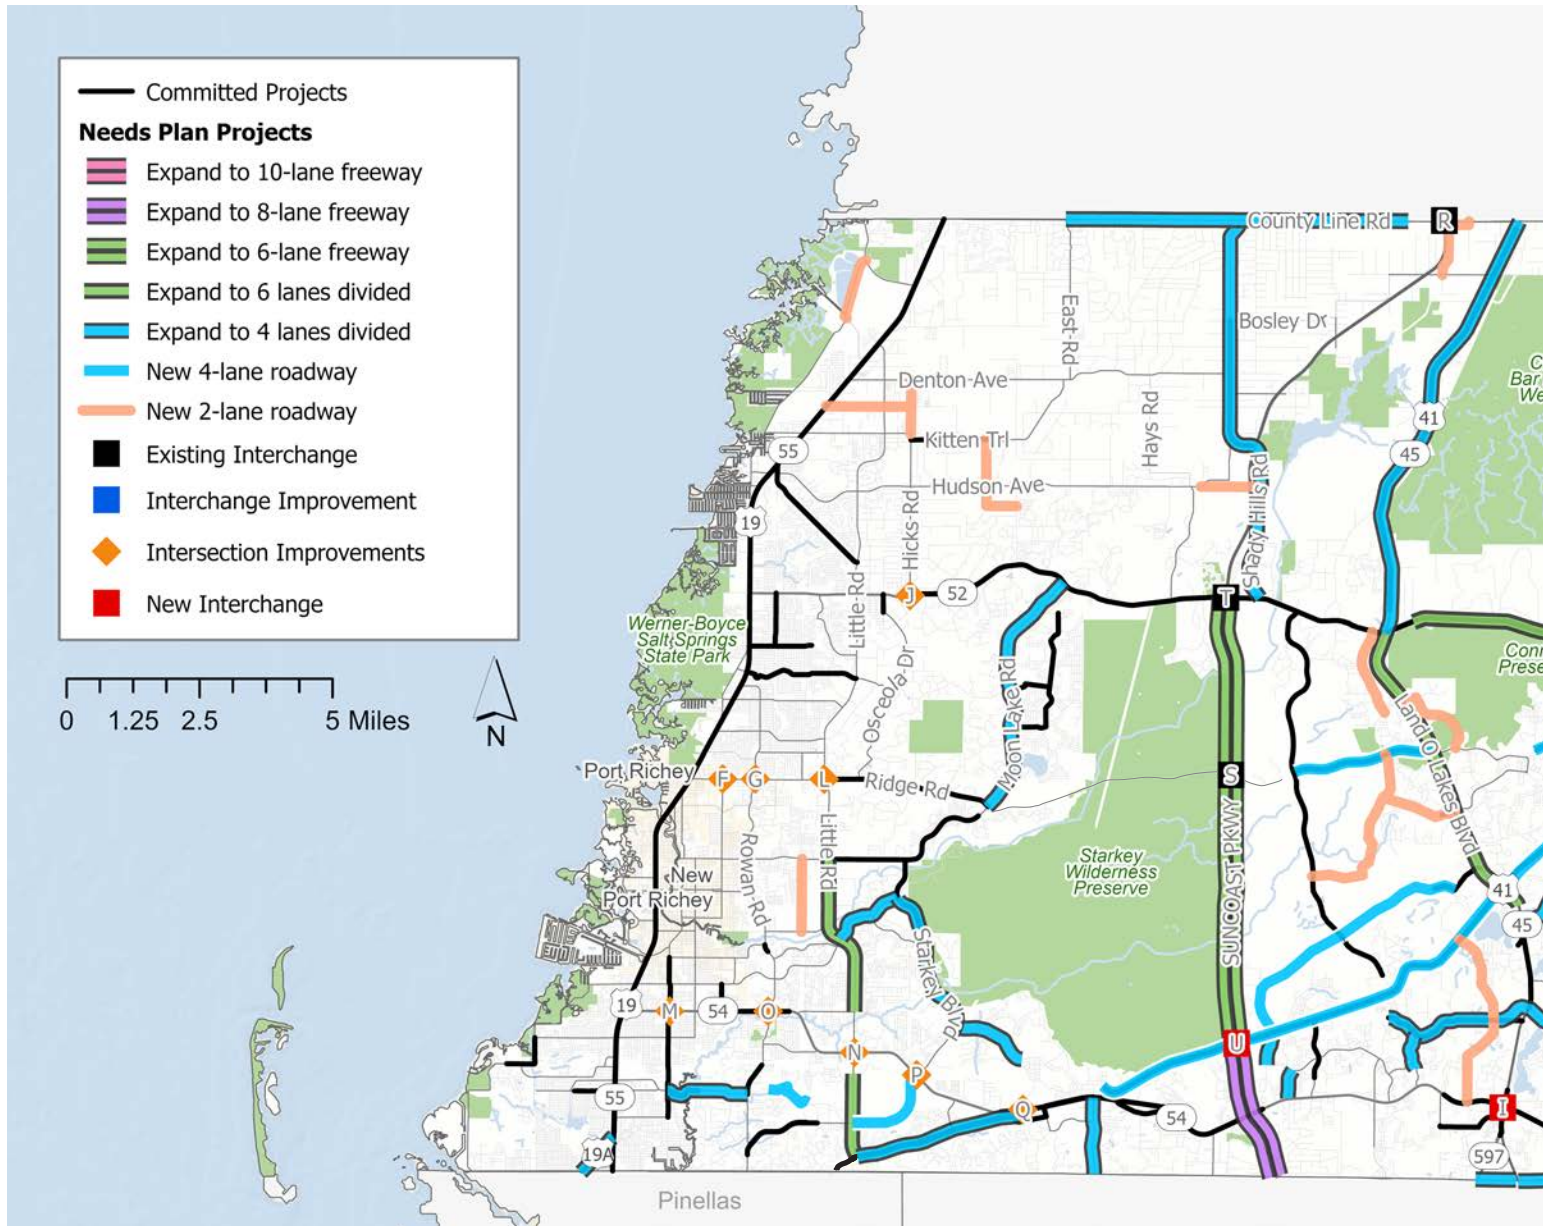 Committed Projects
Needs Plan Projects
Expand to 10-lane freeway
Expand to 8-lane freeway
Expand to 6-lane freeway
Expand to 6 lanes divided
Expand to 4 lanes divided
New 4-lane roadway
New 2-lane roadway
Existing Interchange
Interchange Improvement
Intersection Improvements
New Interchange
0 1.25 2.5 5 Miles
N
County Line Rd
R
East Rd
Bosley Dr
Denton Ave
Hays Rd
41
Kitten Trl
45
55
Hudson Ave
19
Hicks Rd
Shady Hills Rd
Little Rd
J
52
T
Werner-Boyce
Salt Springs
State Park
Osceola Dr
Moon Lake Rd
Land O Lakes Blvd
Port Richey
F
G
L
Ridge Rd
S
Rowan Rd
Little Rd
Starkey
Wilderness
Preserve
SUNCOAST PKWY
New
Port Richey
41
45
Starkey Blvd
19
M
54
O
N
U
P
55
Q
54
I
19A
597
Pinellas